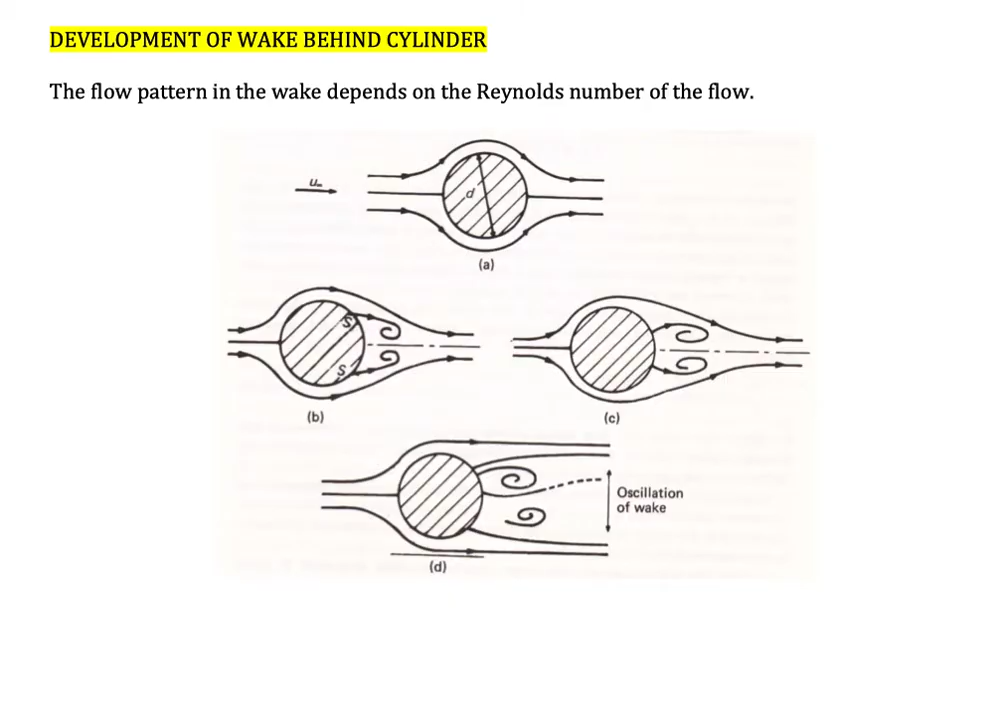 DEVELOPMENT OF WAKE BEHIND CYLINDER
The flow pattern in the wake depends on the Reynolds number of the flow.
u∞
d
(a)
S
S
(b)
(c)
Oscillation
of wake
(d)